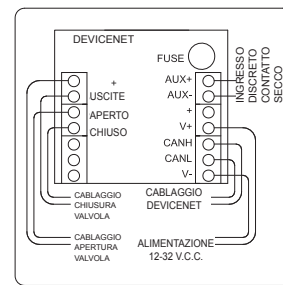 DEVICENET
FUSE
+
USCITE
APERTO
CHIUSO
AUX+
AUX-
+
V+
CANH
CANL
V-
INGRESSO
DISCRETO
CONTATTO
SECCO
CABLAGGIO
CHIUSURA
VALVOLA
CABLAGGIO
DEVICENET
CABLAGGIO
APERTURA
VALVOLA
ALIMENTAZIONE
12-32 V.C.C.